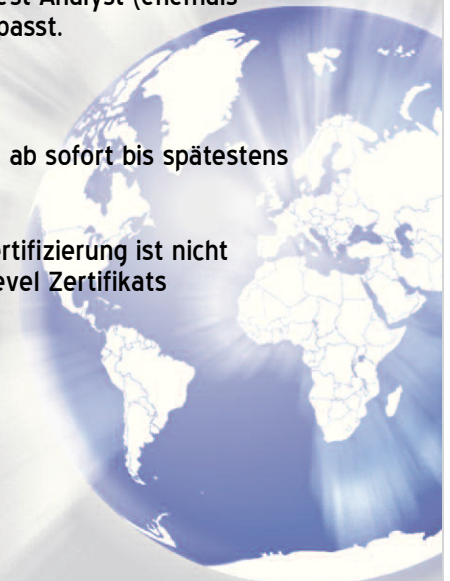 est Analyst (ehemals
passt.
ab sofort bis spätestens
ertifizierung ist nicht
evel Zertifikats